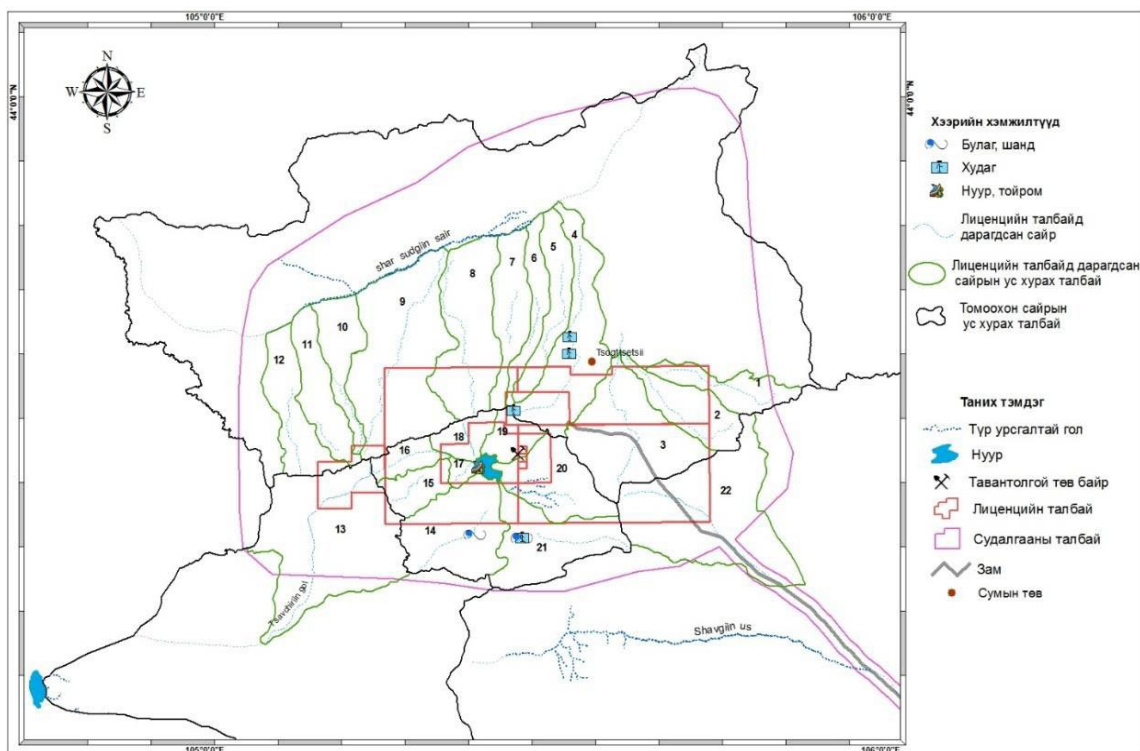 105°0'0"E
106°0'0"E
44°0'0"N
44°0'0"N
N
W E
S
shar sudgiin sair
4
5
6
7
8
9
10
11
12
Tsogttsetsii
1
2
3
19
18
16
17
15
20
22
13
14
21
Tsavchiriin gol
Shavgiin us
105°0'0"E
106°0'0"E
Хээрийн хэмжилтүүд
Булаг, шанд
Худаг
Нуур, тойром
Лиценцийн талбайд
дарагдсан сайр
Лиценцийн талбайд дарагдсан
сайрын ус хурах талбай
Томоохон сайрын
ус хурах талбай
Таних тэмдэг
Түр урсгалтай гол
Нуур
Тавантолгой төв байр
Лиценцийн талбай
Судалгааны талбай
Зам
Сумын төв